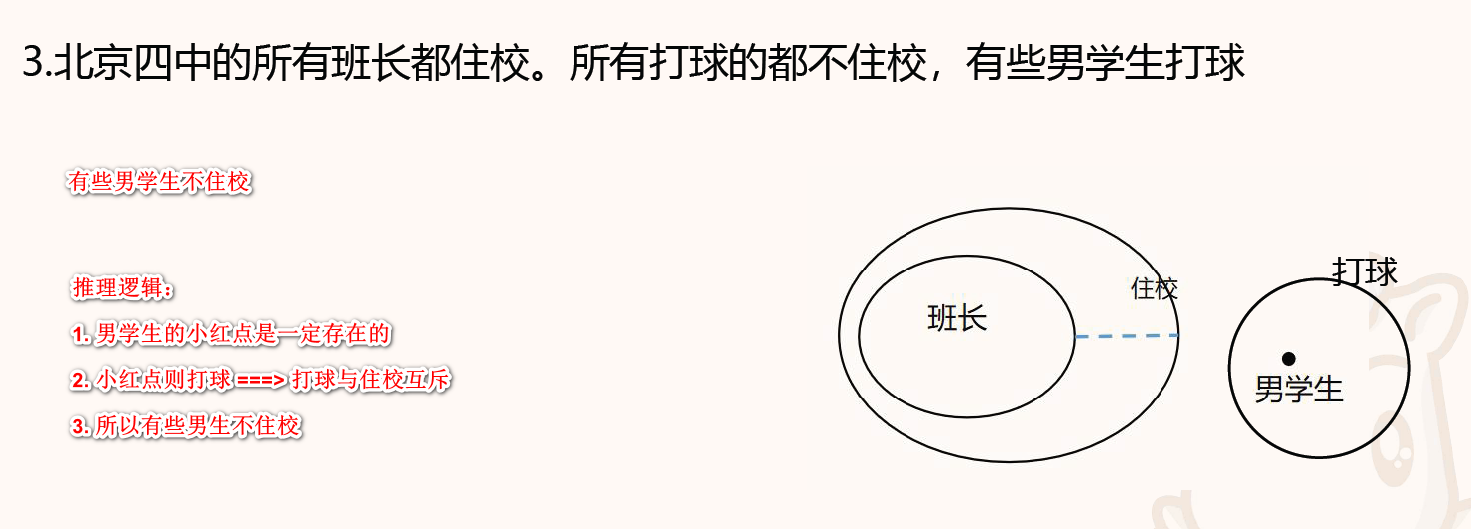 3.北京四中的所有班长都住校。所有打球的都不住校，有些男学生打球
有些男学生不住校
推理逻辑：
1. 男学生的小红点是一定存在的
2. 小红点则打球 ===> 打球与住校互斥
3. 所以有些男生不住校
班长
住校
打球
男学生